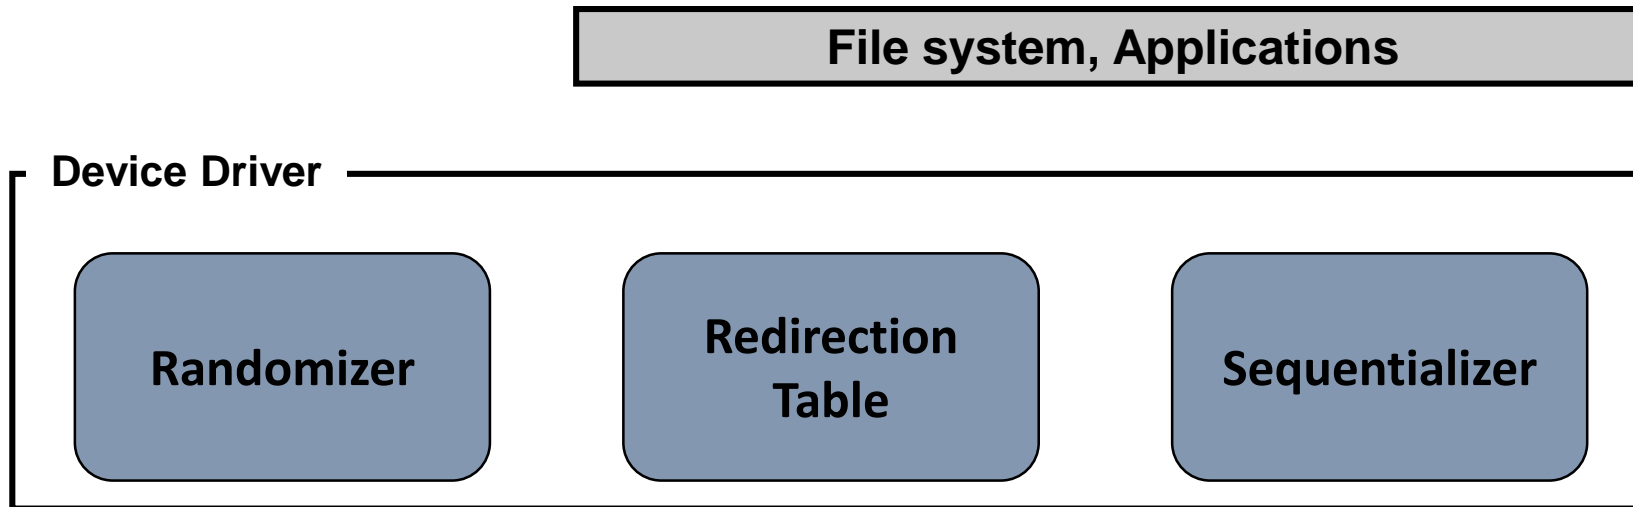 File system, Applications
Device Driver
Randomizer
Redirection
Table
Sequentializer